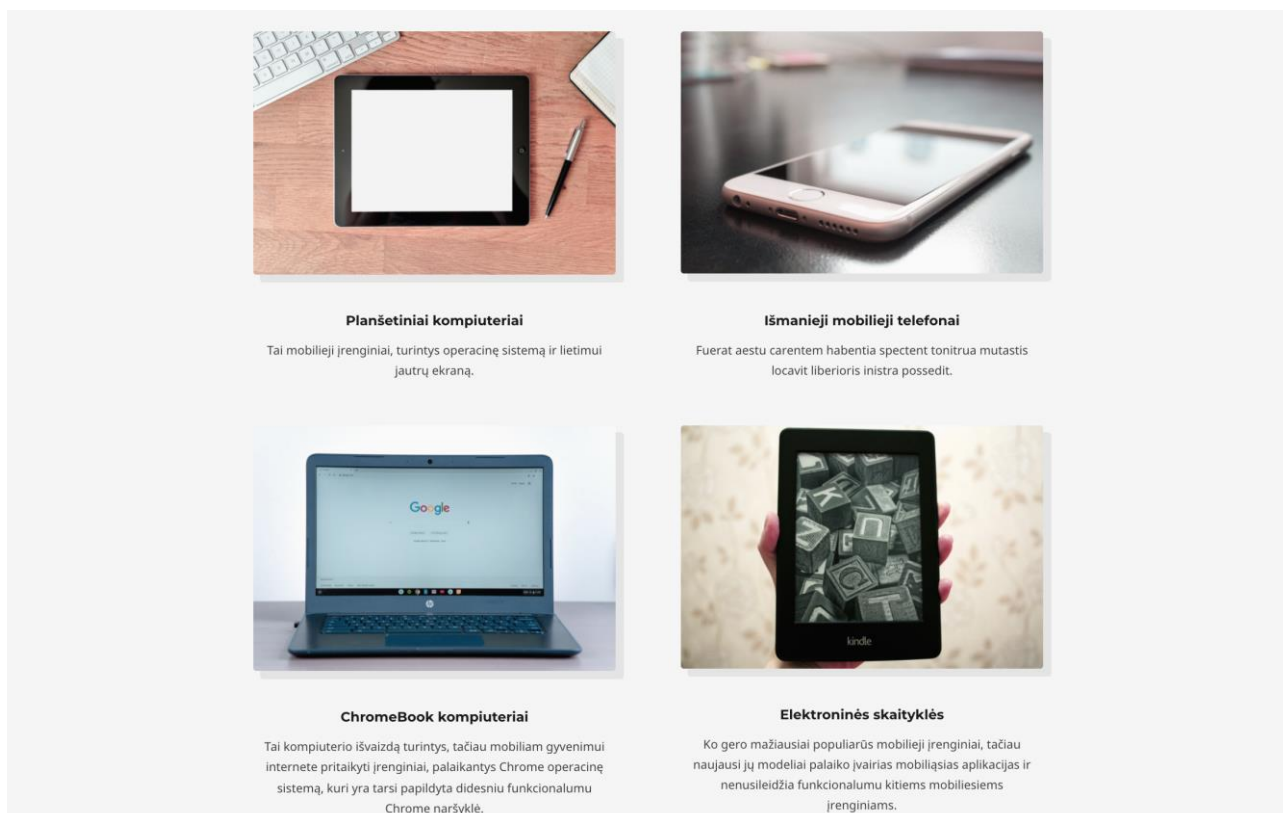 Planšetiniai kompiuteriai
Tai mobilieji įrenginiai, turintys operacinę sistemą ir lietimui
jautrų ekraną.
Išmanieji mobilieji telefonai
Fuerat aestu carentem habentia spectent tonitrua mutastis
locavit liberioris inistra possedit.
Google
hp
K
N
C
O
T
kindle
ChromeBook kompiuteriai
Tai kompiuterio išvaizdą turintys, tačiau mobiliam gyvenimui
internete pritaikyti įrenginiai, palaikantys Chrome operacinę
sistemą, kuri yra tarsi papildyta didesniu funkcionalumu
Chrome naršyklė.
Elektroninės skaityklės
Ko gero mažiausiai populiarūs mobilieji įrenginiai, tačiau
naujausi jų modeliai palaiko įvairias mobiliąsias aplikacijas ir
nenusileidžia funkcionalumu kitiems mobiliesiems
įrenginiams.